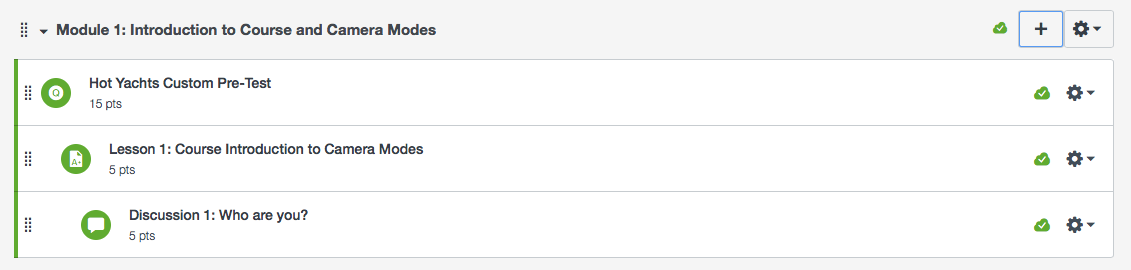 Module 1: Introduction to Course and Camera Modes
Q
Hot Yachts Custom Pre-Test
15 pts
A+
Lesson 1: Course Introduction to Camera Modes
5 pts
Discussion 1: Who are you?
5 pts